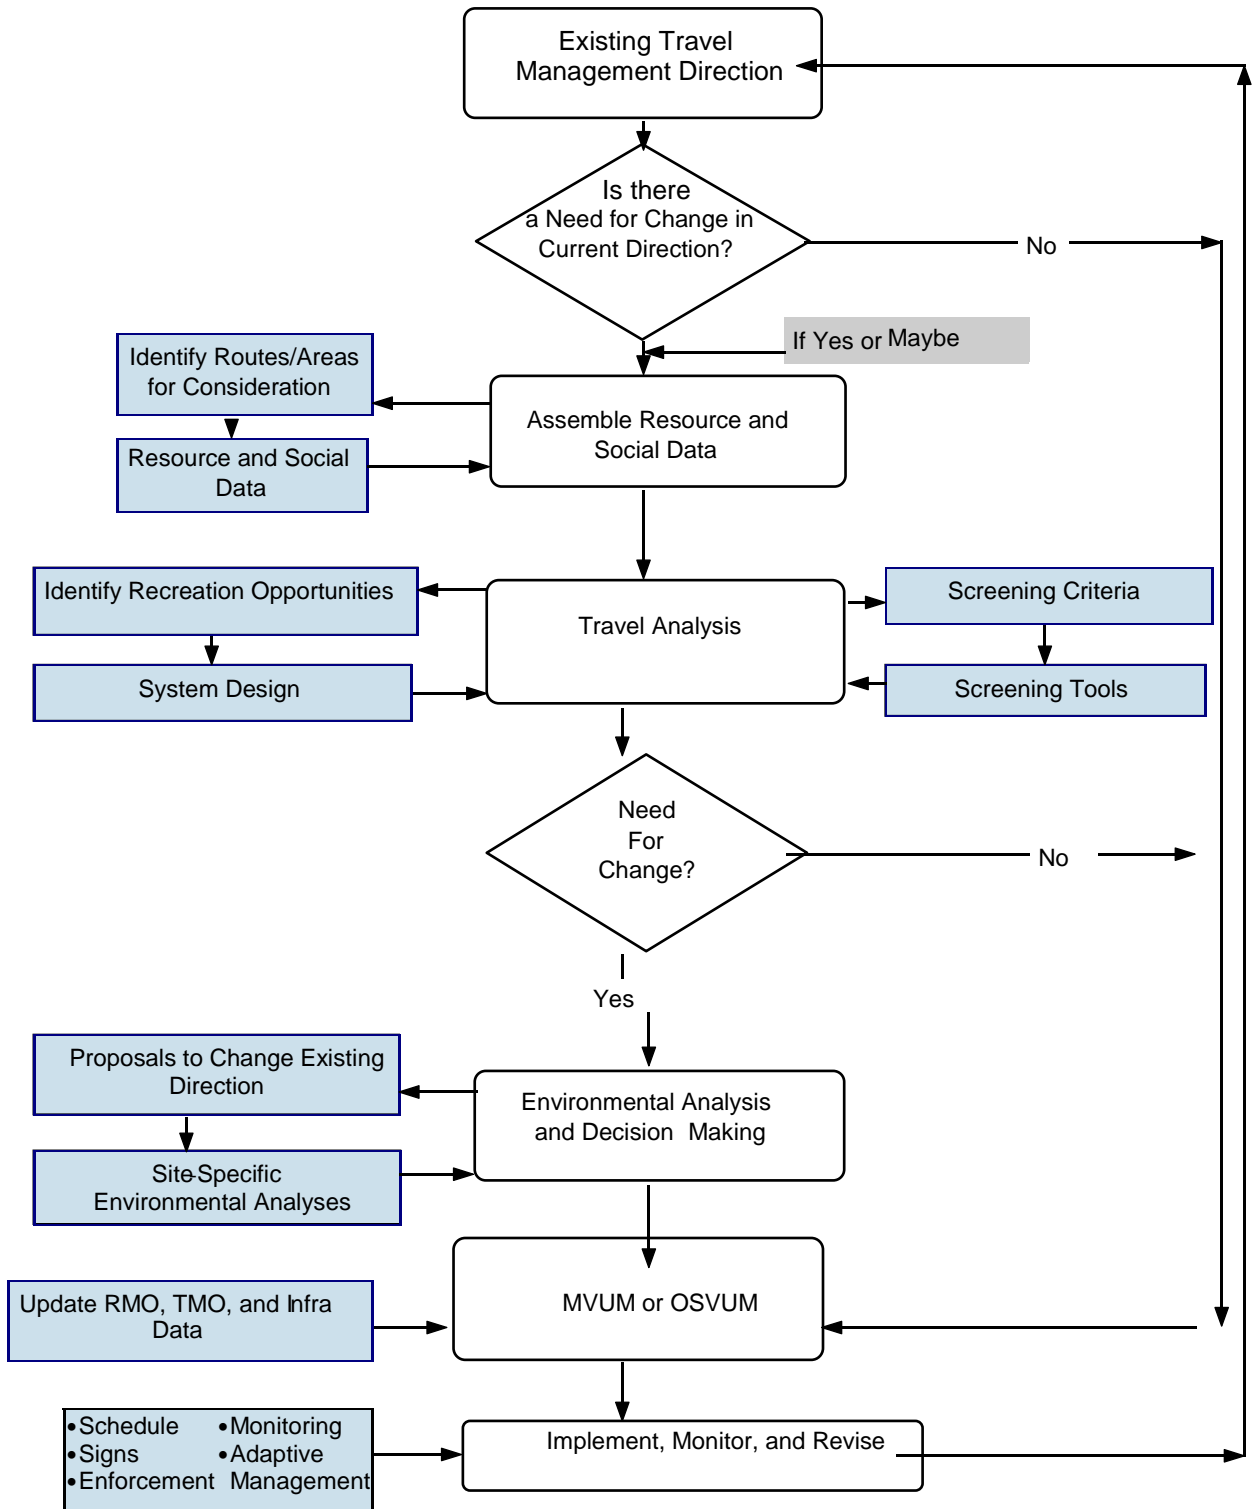 Existing Travel
Management Direction
Is there
a Need for Change in
Current Direction?
No
If Yes or Maybe
Identify Routes/Areas
for Consideration
Assemble Resource and
Social Data
Resource and Social
Data
Identify Recreation Opportunities
Travel Analysis
Screening Criteria
System Design
Screening Tools
Need
For
Change?
No
Yes
Proposals to Change Existing
Direction
Environmental Analysis
and Decision Making
Site-Specific
Environmental Analyses
MVUM or OSVUM
Update RMO, TMO, and Infra
Data
•Schedule
•Signs
•Enforcement
•Monitoring
•Adaptive
Management
Implement, Monitor, and Revise